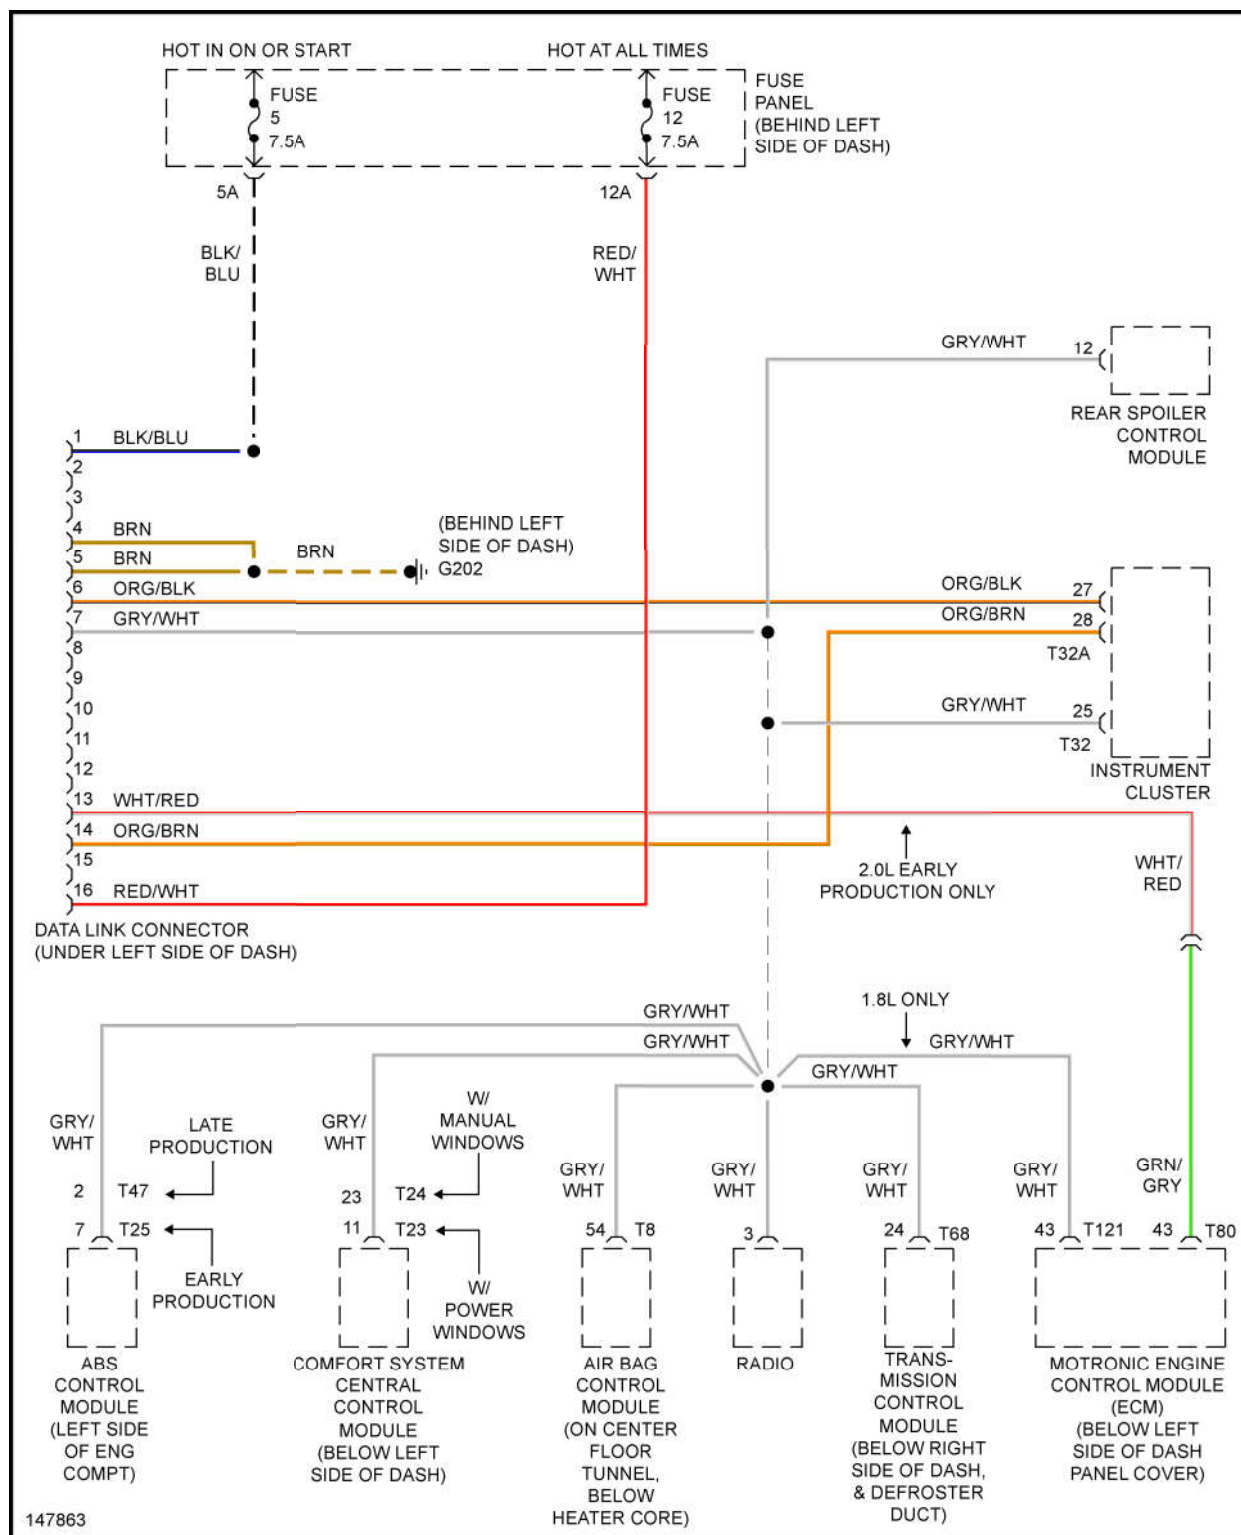 HOT IN ON OR START
HOT AT ALL TIMES
FUSE
5
7.5A
FUSE
12
7.5A
FUSE
PANEL
(BEHIND LEFT
SIDE OF DASH)
5A
12A
BLK/
BLU
RED/
WHT
GRY/WHT
12
REAR SPOILER
CONTROL
MODULE
1
BLK/BLU
2
3
4
BRN
5
BRN
BRN
(BEHIND LEFT
SIDE OF DASH)
G202
6
ORG/BLK
ORG/BLK
27
7
GRY/WHT
ORG/BRN
28
T32A
8
9
10
GRY/WHT
25
T32
11
12
INSTRUMENT
CLUSTER
13
WHT/RED
14
ORG/BRN
15
16
RED/WHT
2.0L EARLY
PRODUCTION ONLY
WHT/
RED
DATA LINK CONNECTOR
(UNDER LEFT SIDE OF DASH)
GRY/WHT
1.8L ONLY
GRY/WHT
GRY/WHT
GRY/WHT
GRY/
WHT
LATE
PRODUCTION
GRY/
WHT
W/
MANUAL
WINDOWS
GRY/
WHT
GRY/
WHT
GRY/
WHT
GRY/
WHT
GRN/
GRY
2
T47
23
T24
7
T25
11
T23
54
T8
3
24
T68
43
T121
43
T80
EARLY
PRODUCTION
W/
POWER
WINDOWS
ABS
CONTROL
MODULE
(LEFT SIDE
OF ENG
COMPT)
COMFORT SYSTEM
CENTRAL
CONTROL
MODULE
(BELOW LEFT
SIDE OF DASH)
AIR BAG
CONTROL
MODULE
(ON CENTER
FLOOR
TUNNEL,
BELOW
HEATER CORE)
RADIO
TRANS-
MISSION
CONTROL
MODULE
(BELOW RIGHT
SIDE OF DASH,
& DEFROSTER
DUCT)
MOTRONIC ENGINE
CONTROL MODULE
(ECM)
(BELOW LEFT
SIDE OF DASH
PANEL COVER)
147863